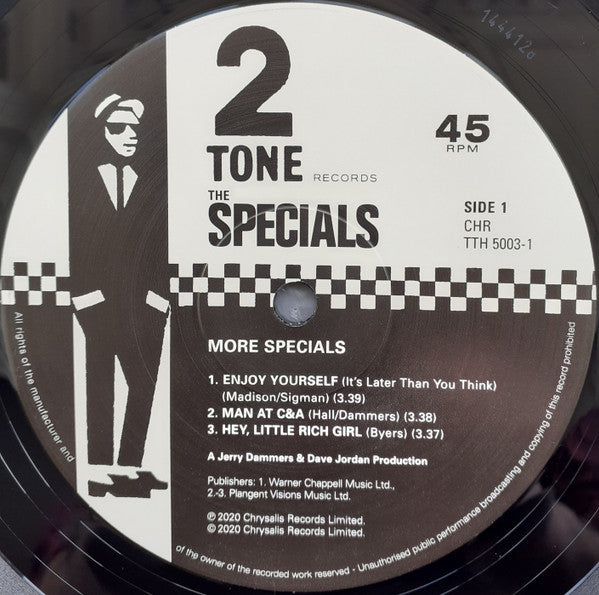 1444120
2
TONE RECORDS
45
RPM
THE
SPECIALS
SIDE 1
CHR
TTH 5003-1
MORE SPECIALS
1. ENJOY YOURSELF (It's Later Than You Think)
(Madison/Sigman) (3.39)
2. MAN AT C&A (Hall/Dammers) (3.38)
3. HEY, LITTLE RICH GIRL (Byers) (3.37)
A Jerry Dammers & Dave Jordan Production
Publishers: 1. Warner Chappell Music Ltd.,
2.-3. Plangent Visions Music Ltd.
℗ 2020 Chrysalis Records Limited.
© 2020 Chrysalis Records Limited.
All rights of the manufacturer and
of the owner of the recorded work reserved - Unauthorised public performance broadcasting and copying of this record prohibited